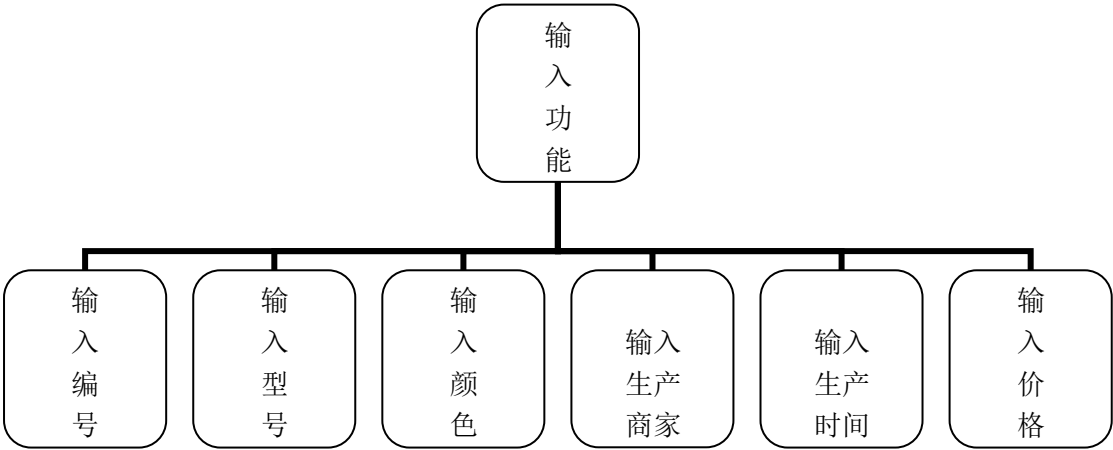 输
入
功
能
输
入
编
号
输
入
型
号
输
入
颜
色
输入
生产
商家
输入
生产
时间
输
入
价
格